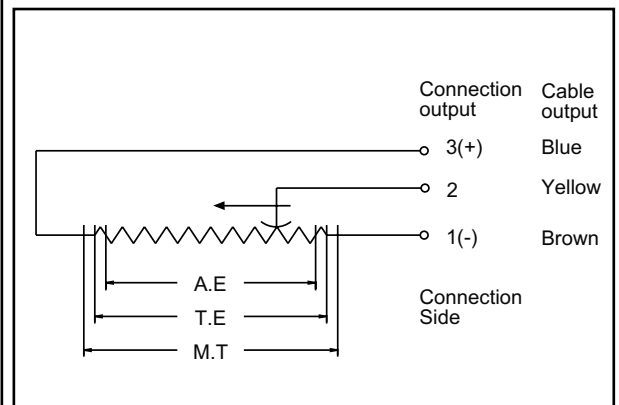 Connection output
Cable output
3(+) Blue
2 Yellow
1(-) Brown
A.E
T.E
M.T
Connection Side